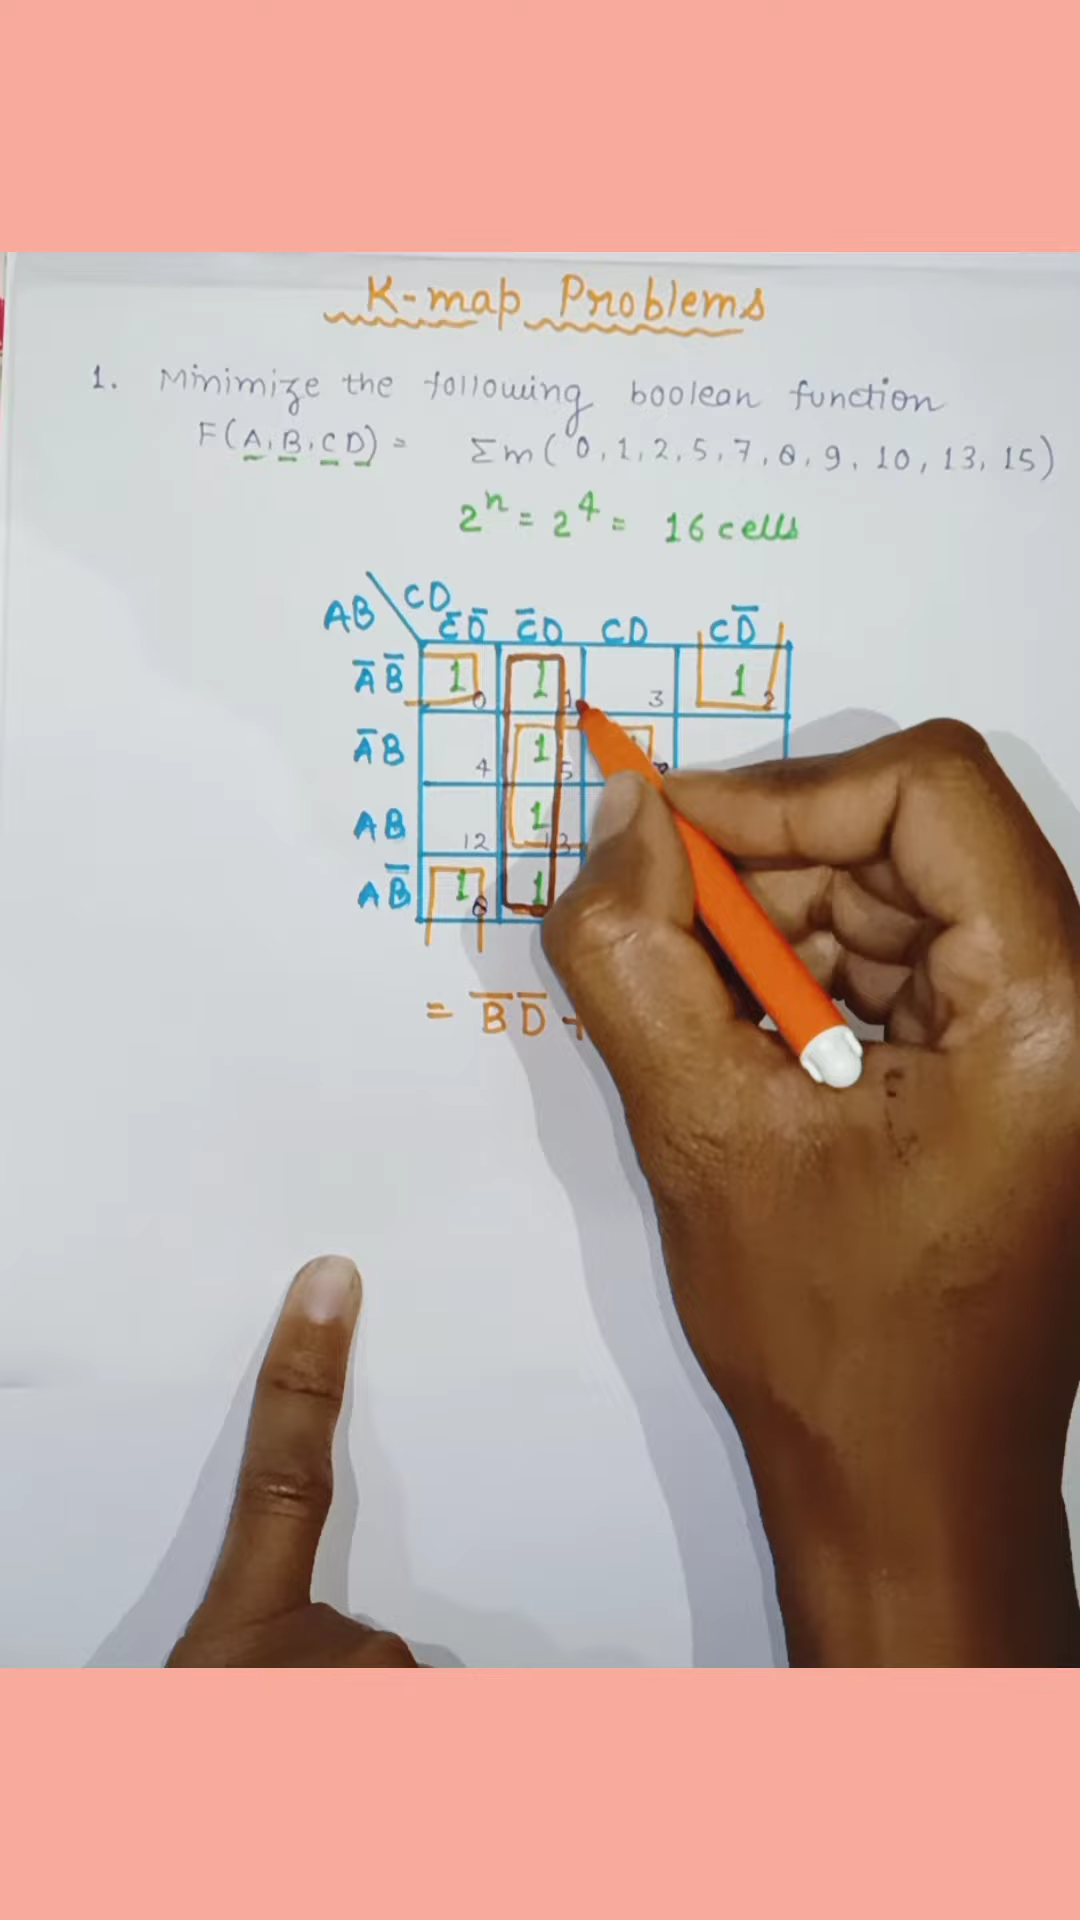 K-map Problems
1. Minimize the following boolean function
F(A,B,C D) = Σm(0,1,2,5,7,8,9,10,13,15)
2ⁿ = 2⁴ = 16 cells
AB CD
C̅D̅ C̅D CD CD̅
A̅B̅ 1 0 1 1 3 1 2
A̅B 4 1 5
AB 12 1 13
AB̅ 1 8 1
= B̅D̅ +